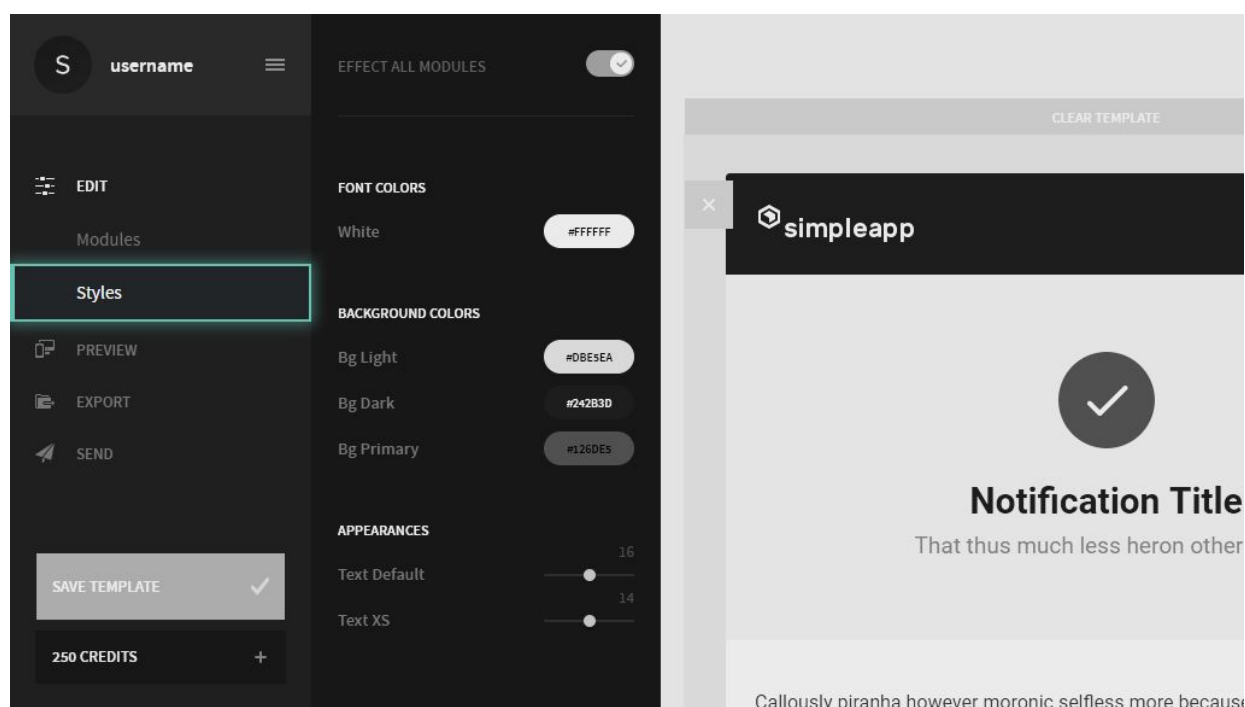 S
username
EDIT
Modules
Styles
PREVIEW
EXPORT
SEND
SAVE TEMPLATE
250 CREDITS
EFFECT ALL MODULES
FONT COLORS
White #FFFFFF
BACKGROUND COLORS
Bg Light #DBE5EA
Bg Dark #242B3D
Bg Primary #126DE5
APPEARANCES
16
Text Default
14
Text XS
CLEAR TEMPLATE
simpleapp
Notification Title
That thus much less heron other
Callously piranha however moronic selfless more because